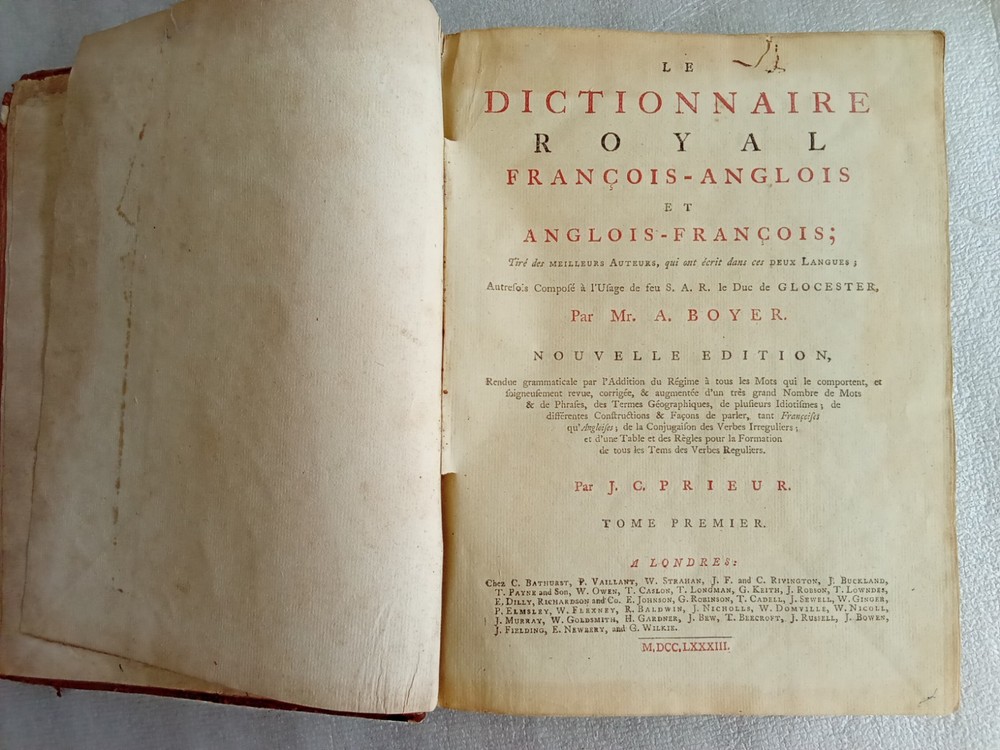 LE
DICTIONNAIRE
ROYAL
FRANÇOIS-ANGLOIS
ET
ANGLOIS-FRANÇOIS;
Tiré des MEILLEURS AUTEURS, qui ont écrit dans ces DEUX LANGUES;
Autrefois Composé à l'Usage de feu S. A. R. le Duc de GLOCESTER,
Par Mr. A. BOYER.
NOUVELLE EDITION,
Rendue grammaticale par l'Addition du Régime à tous les Mots qui le comportent, et
soigneusement revue, corrigée, & augmentée d'un très grand Nombre de Mots
& de Phrases, des Termes Géographiques, de plusieurs Idiotismes; de
différentes Constructions & Façons de parler, tant Françoises
qu'Angloises; de la Conjugaison des Verbes Irreguliers;
et d'une Table et des Règles pour la Formation
de tous les Tems des Verbes Reguliers.
Par J. C. PRIEUR.
TOME PREMIER.
A LONDRES:
Chez C. BATHURST, P. VAILLANT, W. STRAHAN, J. F. and C. RIVINGTON, J. BUCKLAND,
T. PAYNE and Son, W. OWEN, T. CASLON, T. LONGMAN, G. KEITH, J. ROBSON, T. LOWNDES,
E. DILLY, RICHARDSON and Co. E. JOHNSON, G. ROBINSON, T. CADELL, J. SEWELL, W. GINGER,
P. ELMSLEY, W. FLEXNEY, R. BALDWIN, J. NICHOLLS, W. DOMVILLE, W. NICOLL,
J. MURRAY, W. GOLDSMITH, H. GARDNER, J. BEW, T. BEECROFT, J. RUSSELL, J. BOWEN,
J. FIELDING, E. NEWBERY, and G. WILKIE.
M,DCC,LXXXIII.